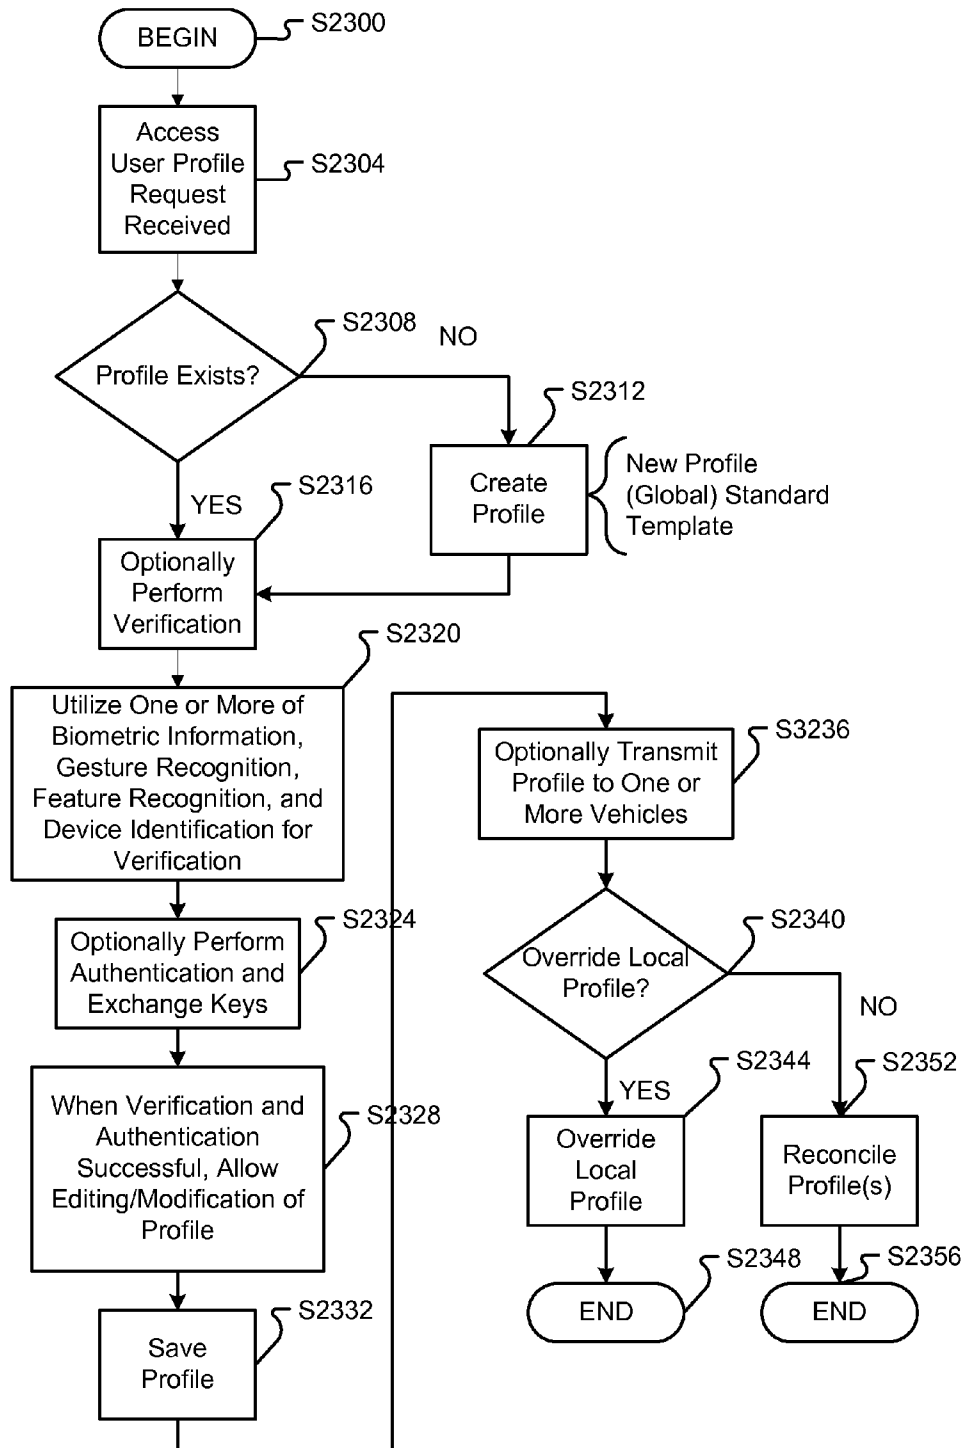 BEGIN
S2300
Access
User Profile
Request
Received
S2304
Profile Exists?
S2308
NO
S2312
Create
Profile
New Profile
(Global) Standard
Template
YES
S2316
Optionally
Perform
Verification
S2320
Utilize One or More of
Biometric Information,
Gesture Recognition,
Feature Recognition, and
Device Identification for
Verification
S2324
Optionally Perform
Authentication and
Exchange Keys
S2328
When Verification and
Authentication
Successful, Allow
Editing/Modification of
Profile
S2332
Save
Profile
S3236
Optionally Transmit
Profile to One or
More Vehicles
S2340
Override Local
Profile?
NO
YES
S2344
Override
Local
Profile
S2352
Reconcile
Profile(s)
S2348
END
S2356
END